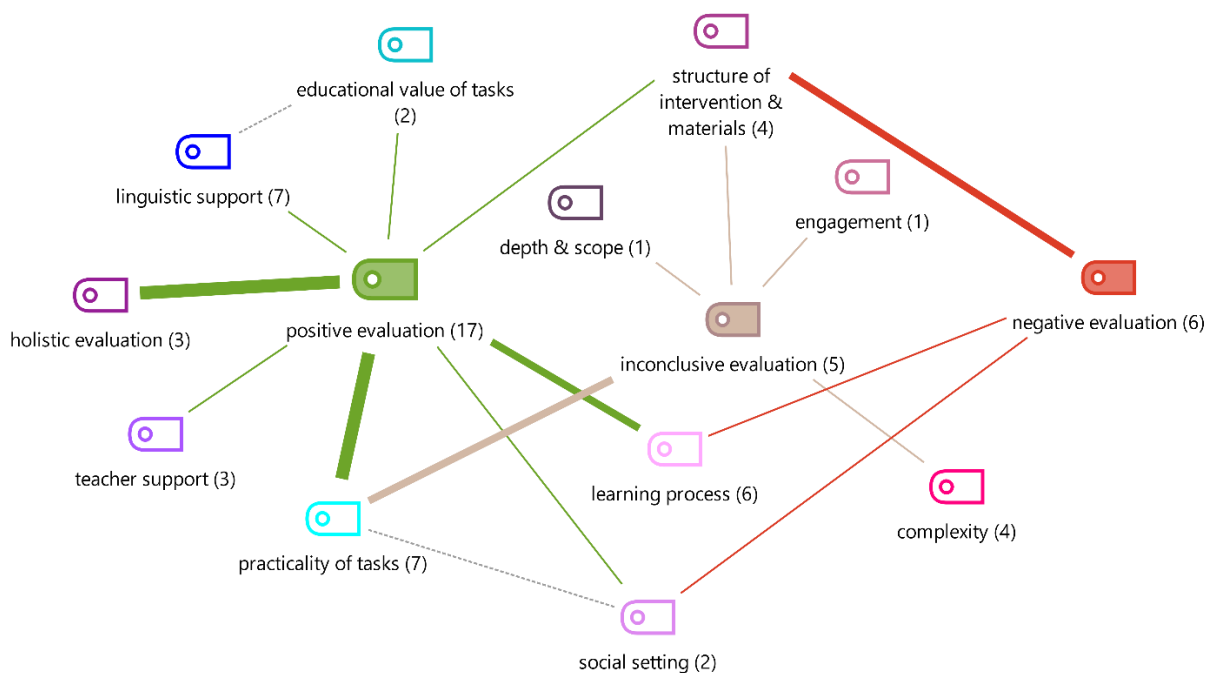 educational value of tasks
(2)
structure of
intervention &
materials (4)
linguistic support (7)
depth & scope (1)
engagement (1)
holistic evaluation (3)
positive evaluation (17)
inconclusive evaluation (5)
negative evaluation (6)
teacher support (3)
learning process (6)
complexity (4)
practicality of tasks (7)
social setting (2)